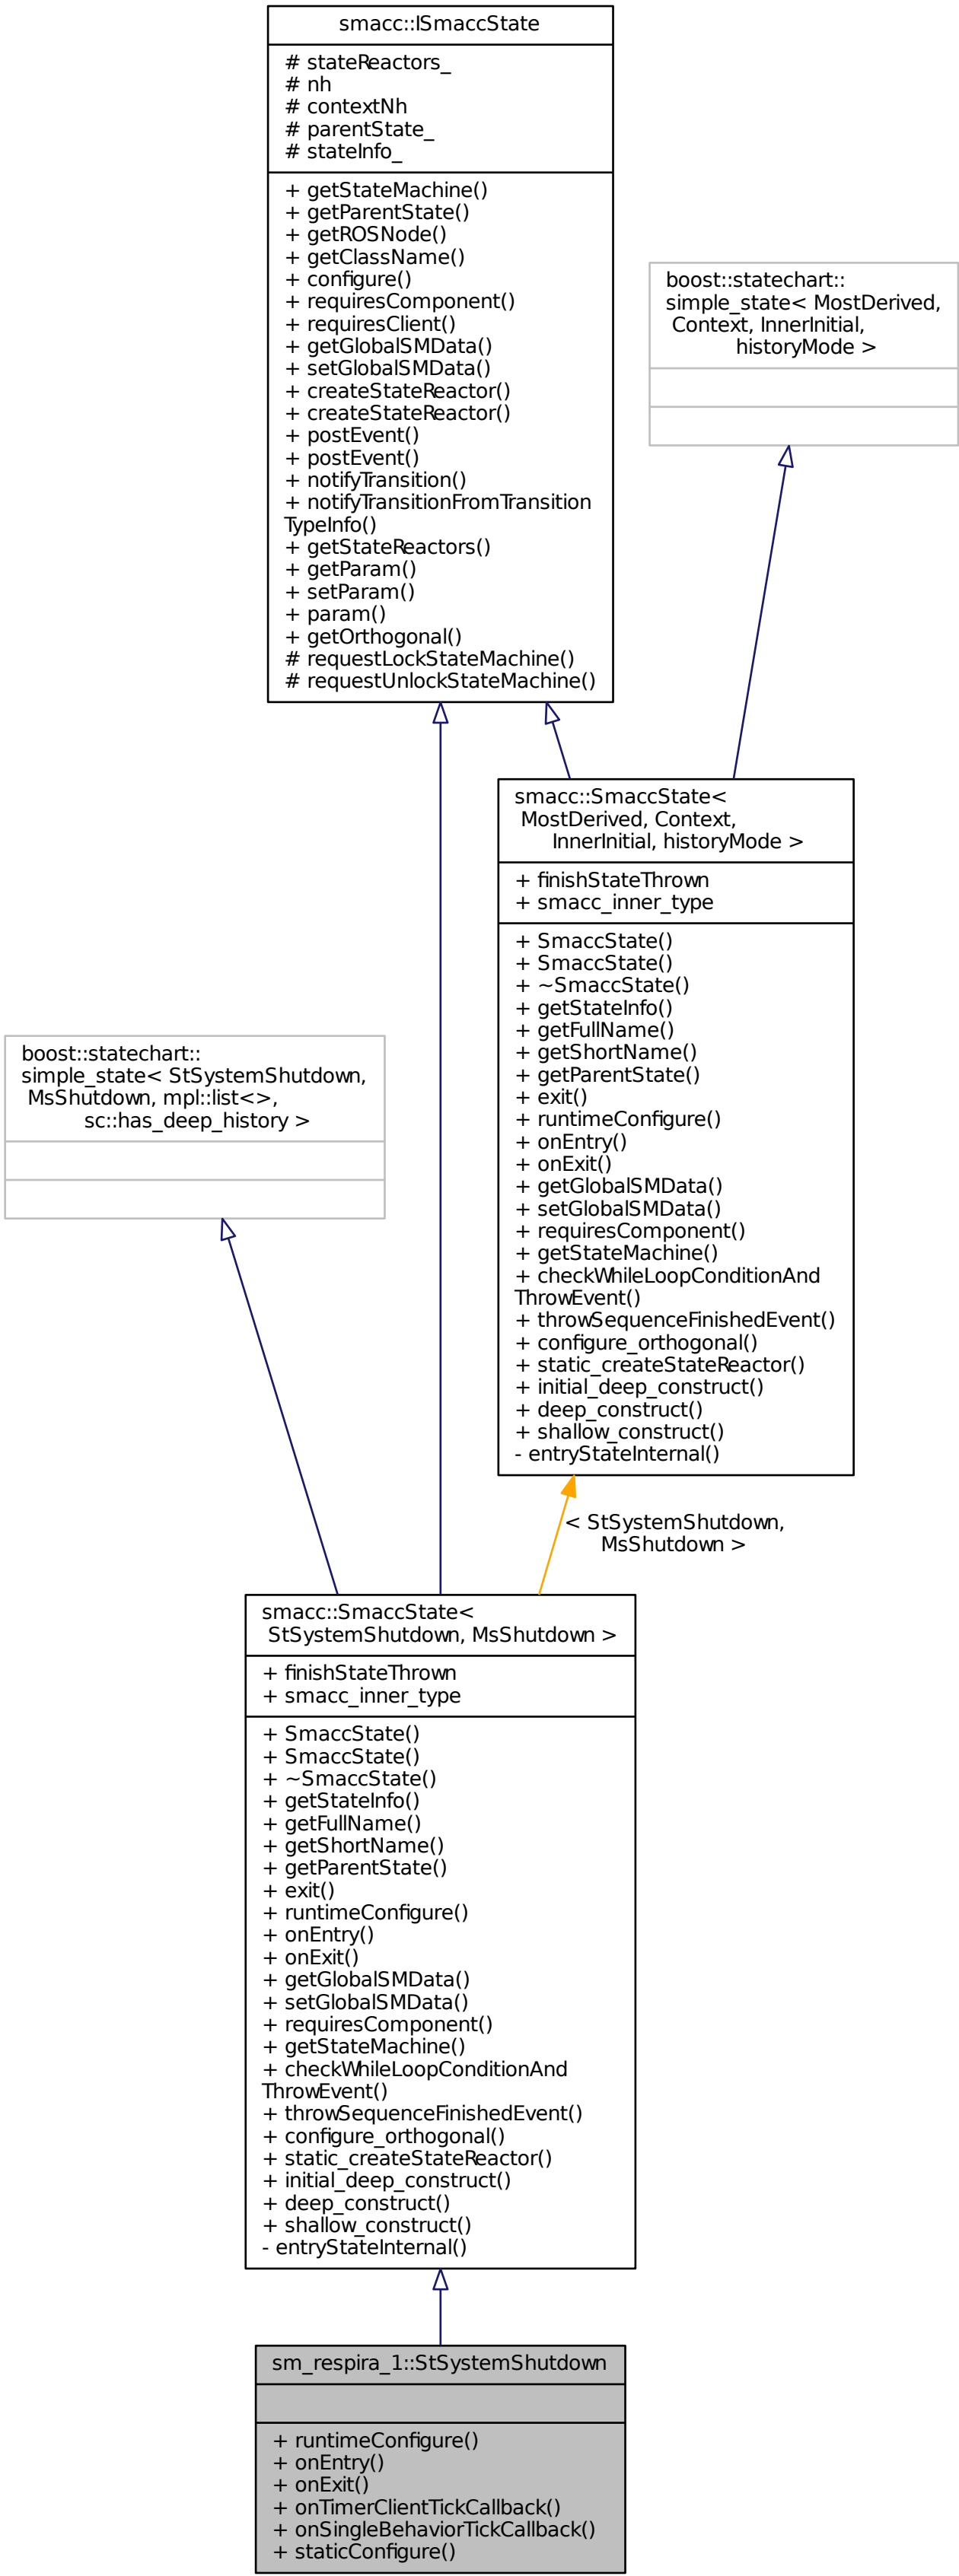 smacc::ISmaccState
# stateReactors_
# nh
# contextNh
# parentState_
# stateInfo_
+ getStateMachine()
+ getParentState()
+ getROSNode()
+ getClassName()
+ configure()
+ requiresComponent()
+ requiresClient()
+ getGlobalSMData()
+ setGlobalSMData()
+ createStateReactor()
+ createStateReactor()
+ postEvent()
+ postEvent()
+ notifyTransition()
+ notifyTransitionFromTransition
TypeInfo()
+ getStateReactors()
+ getParam()
+ setParam()
+ param()
+ getOrthogonal()
# requestLockStateMachine()
# requestUnlockStateMachine()
boost::statechart::
simple_state< MostDerived,
Context, InnerInitial,
historyMode >
smacc::SmaccState<
MostDerived, Context,
InnerInitial, historyMode >
+ finishStateThrown
+ smacc_inner_type
+ SmaccState()
+ SmaccState()
+ ~SmaccState()
+ getStateInfo()
+ getFullName()
+ getShortName()
+ getParentState()
+ exit()
+ runtimeConfigure()
+ onEntry()
+ onExit()
+ getGlobalSMData()
+ setGlobalSMData()
+ requiresComponent()
+ getStateMachine()
+ checkWhileLoopConditionAnd
ThrowEvent()
+ throwSequenceFinishedEvent()
+ configure_orthogonal()
+ static_createStateReactor()
+ initial_deep_construct()
+ deep_construct()
+ shallow_construct()
- entryStateInternal()
boost::statechart::
simple_state< StSystemShutdown,
MsShutdown, mpl::list<>,
sc::has_deep_history >
< StSystemShutdown,
MsShutdown >
smacc::SmaccState<
StSystemShutdown, MsShutdown >
+ finishStateThrown
+ smacc_inner_type
+ SmaccState()
+ SmaccState()
+ ~SmaccState()
+ getStateInfo()
+ getFullName()
+ getShortName()
+ getParentState()
+ exit()
+ runtimeConfigure()
+ onEntry()
+ onExit()
+ getGlobalSMData()
+ setGlobalSMData()
+ requiresComponent()
+ getStateMachine()
+ checkWhileLoopConditionAnd
ThrowEvent()
+ throwSequenceFinishedEvent()
+ configure_orthogonal()
+ static_createStateReactor()
+ initial_deep_construct()
+ deep_construct()
+ shallow_construct()
- entryStateInternal()
sm_respira_1::StSystemShutdown
+ runtimeConfigure()
+ onEntry()
+ onExit()
+ onTimerClientTickCallback()
+ onSingleBehaviorTickCallback()
+ staticConfigure()